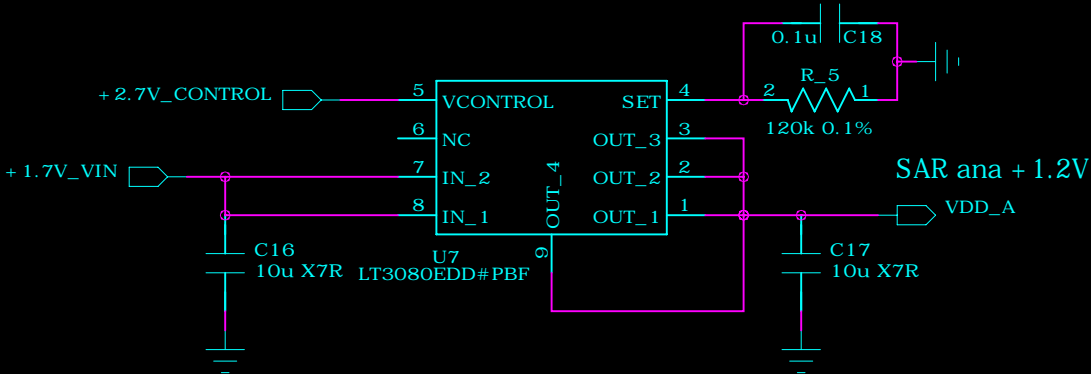 0.1u C18
R_5
2 1
120k 0.1%
+2.7V_CONTROL 5 VCONTROL SET 4
6 NC OUT_3 3
+1.7V_VIN 7 IN_2 OUT_4 OUT_2 2 SAR ana +1.2V
8 IN_1 OUT_1 1 VDD_A
9
U7
LT3080EDD#PBF
C16
10u X7R
C17
10u X7R